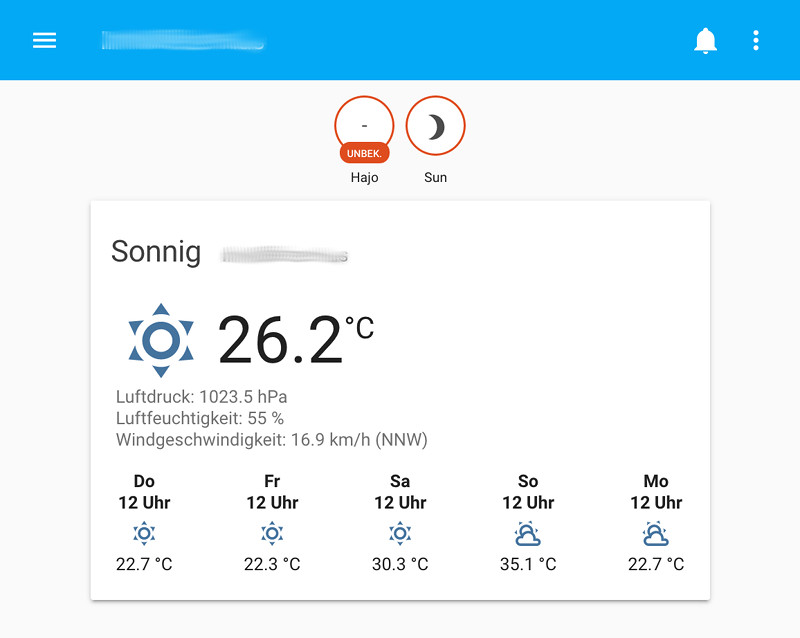 -
UNBEK.
Hajo
Sun
Sonnig
26.2 °C
Luftdruck: 1023.5 hPa
Luftfeuchtigkeit: 55 %
Windgeschwindigkeit: 16.9 km/h (NNW)
Do Fr Sa So Mo
12 Uhr 12 Uhr 12 Uhr 12 Uhr 12 Uhr
22.7 °C 22.3 °C 30.3 °C 35.1 °C 22.7 °C